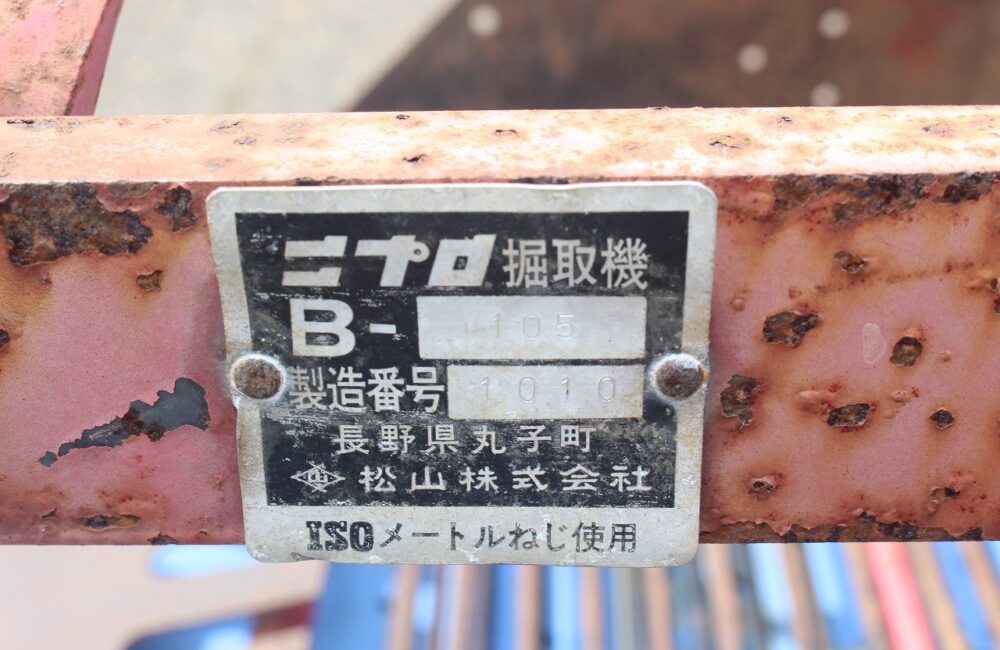 ニプロ 掘取機
B- 105
製造番号 1010
長野県丸子町
松山株式会社
ISOメートルねじ使用